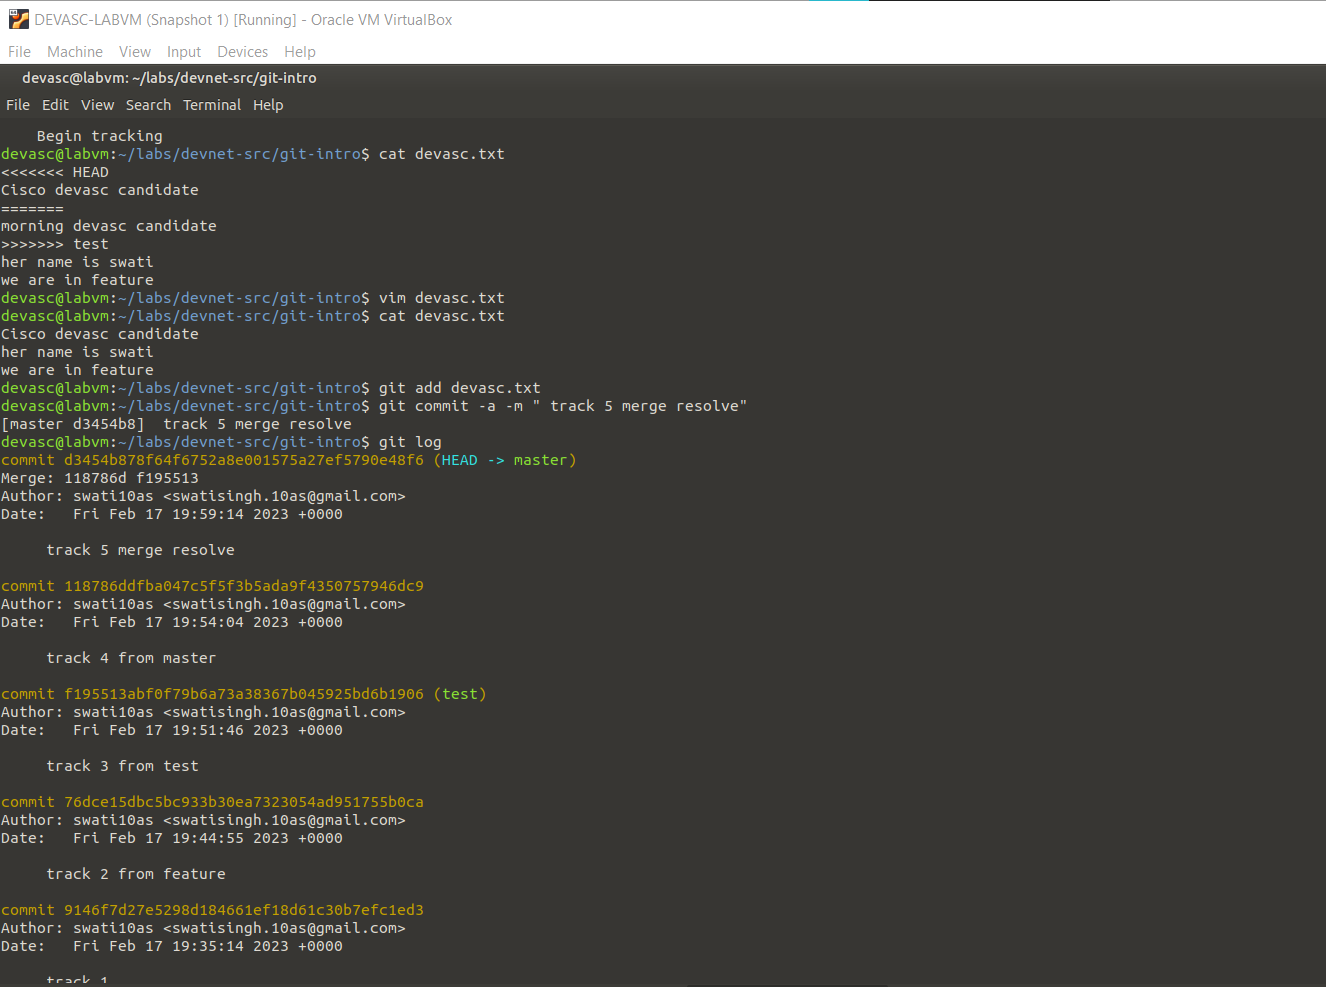 DEVASC-LABVM (Snapshot 1) [Running] - Oracle VM VirtualBox
File Machine View Input Devices Help
devasc@labvm: ~/labs/devnet-src/git-intro
File Edit View Search Terminal Help
Begin tracking
devasc@labvm:~/labs/devnet-src/git-intro$ cat devasc.txt
<<<<<<< HEAD
Cisco devasc candidate
=======
morning devasc candidate
>>>>>>> test
her name is swati
we are in feature
devasc@labvm:~/labs/devnet-src/git-intro$ vim devasc.txt
devasc@labvm:~/labs/devnet-src/git-intro$ cat devasc.txt
Cisco devasc candidate
her name is swati
we are in feature
devasc@labvm:~/labs/devnet-src/git-intro$ git add devasc.txt
devasc@labvm:~/labs/devnet-src/git-intro$ git commit -a -m " track 5 merge resolve"
[master d3454b8]  track 5 merge resolve
devasc@labvm:~/labs/devnet-src/git-intro$ git log
commit d3454b878f64f6752a8e001575a27ef5790e48f6 (HEAD -> master)
Merge: 118786d f195513
Author: swati10as <swatisingh.10as@gmail.com>
Date:   Fri Feb 17 19:59:14 2023 +0000
track 5 merge resolve
commit 118786ddfba047c5f5f3b5ada9f4350757946dc9
Author: swati10as <swatisingh.10as@gmail.com>
Date:   Fri Feb 17 19:54:04 2023 +0000
track 4 from master
commit f195513abf0f79b6a73a38367b045925bd6b1906 (test)
Author: swati10as <swatisingh.10as@gmail.com>
Date:   Fri Feb 17 19:51:46 2023 +0000
track 3 from test
commit 76dce15dbc5bc933b30ea7323054ad951755b0ca
Author: swati10as <swatisingh.10as@gmail.com>
Date:   Fri Feb 17 19:44:55 2023 +0000
track 2 from feature
commit 9146f7d27e5298d184661ef18d61c30b7efc1ed3
Author: swati10as <swatisingh.10as@gmail.com>
Date:   Fri Feb 17 19:35:14 2023 +0000
track 1